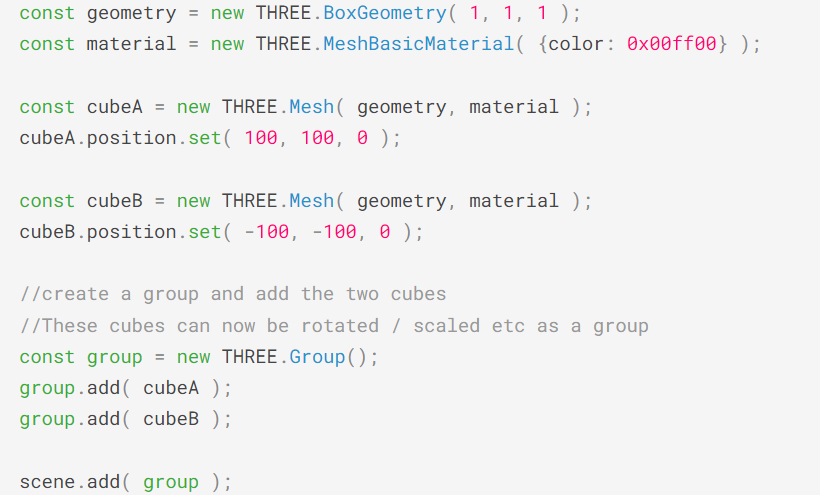 const geometry = new THREE.BoxGeometry( 1, 1, 1 );
const material = new THREE.MeshBasicMaterial( {color: 0x00ff00} );
const cubeA = new THREE.Mesh( geometry, material );
cubeA.position.set( 100, 100, 0 );
const cubeB = new THREE.Mesh( geometry, material );
cubeB.position.set( -100, -100, 0 );
//create a group and add the two cubes
//These cubes can now be rotated / scaled etc as a group
const group = new THREE.Group();
group.add( cubeA );
group.add( cubeB );
scene.add( group );